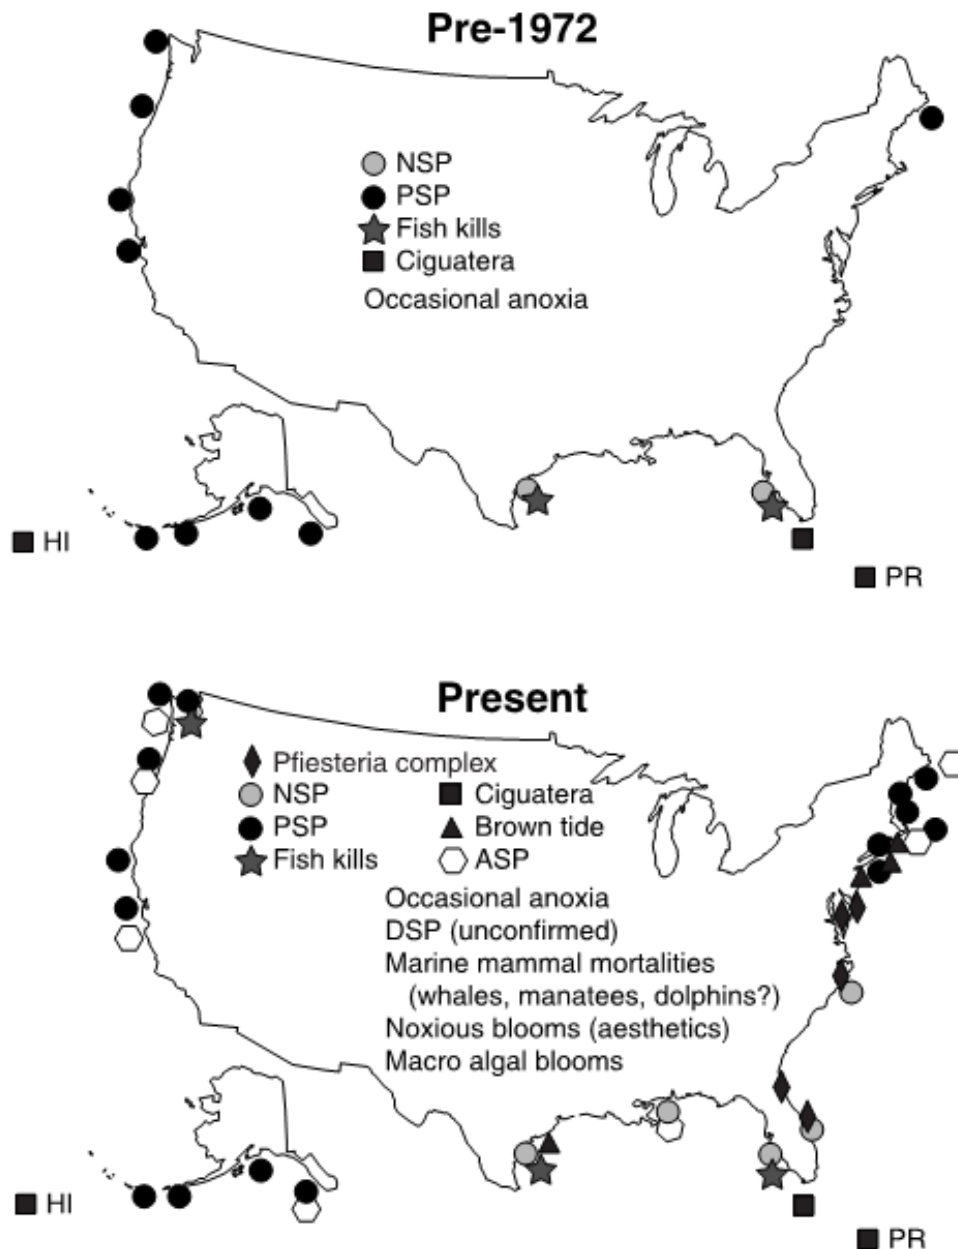 Pre-1972
NSP
PSP
Fish kills
Ciguatera
Occasional anoxia
HI
PR
Present
Pfiesteria complex
NSP
Ciguatera
PSP
Brown tide
Fish kills
ASP
Occasional anoxia
DSP (unconfirmed)
Marine mammal mortalities
(whales, manatees, dolphins?)
Noxious blooms (aesthetics)
Macro algal blooms
HI
PR